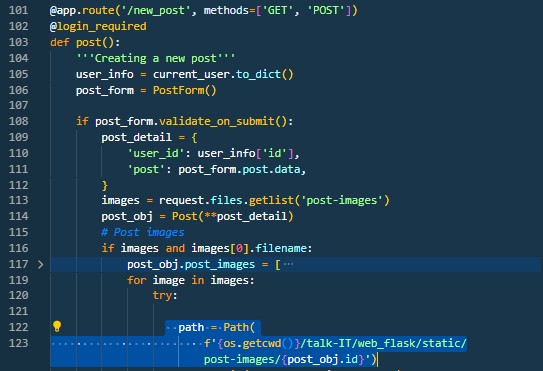 101 @app.route('/new_post', methods=['GET', 'POST'])
102 @login_required
103 def post():
104     '''Creating a new post'''
105     user_info = current_user.to_dict()
106     post_form = PostForm()
107
108     if post_form.validate_on_submit():
109         post_detail = {
110             'user_id': user_info['id'],
111             'post': post_form.post.data,
112         }
113         images = request.files.getlist('post-images')
114         post_obj = Post(**post_detail)
115         # Post images
116         if images and images[0].filename:
117 >           post_obj.post_images = [ ···
119             for image in images:
120                 try:
121
122                     path = Path(
123                         f'{os.getcwd()}/talk-IT/web_flask/static/
                        post-images/{post_obj.id}')